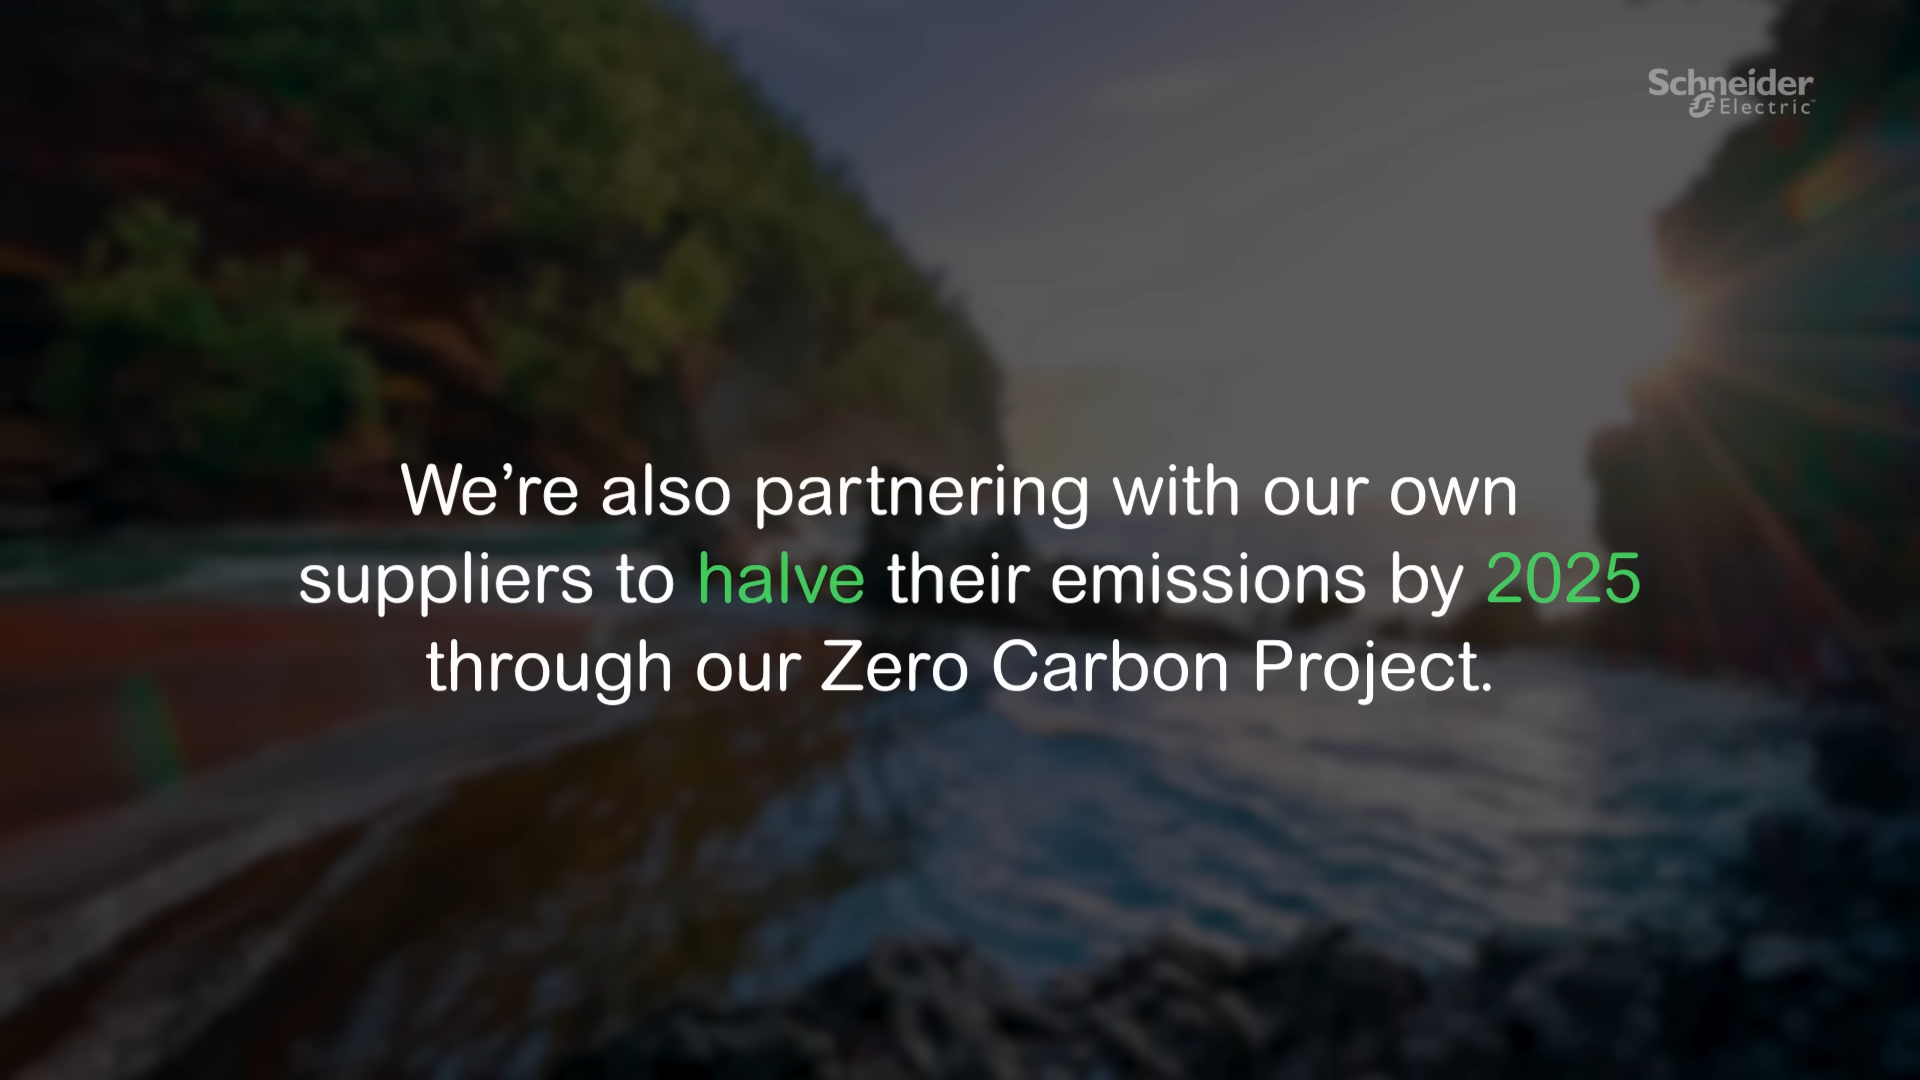 Schneider
Electric
We’re also partnering with our own
suppliers to halve their emissions by 2025
through our Zero Carbon Project.